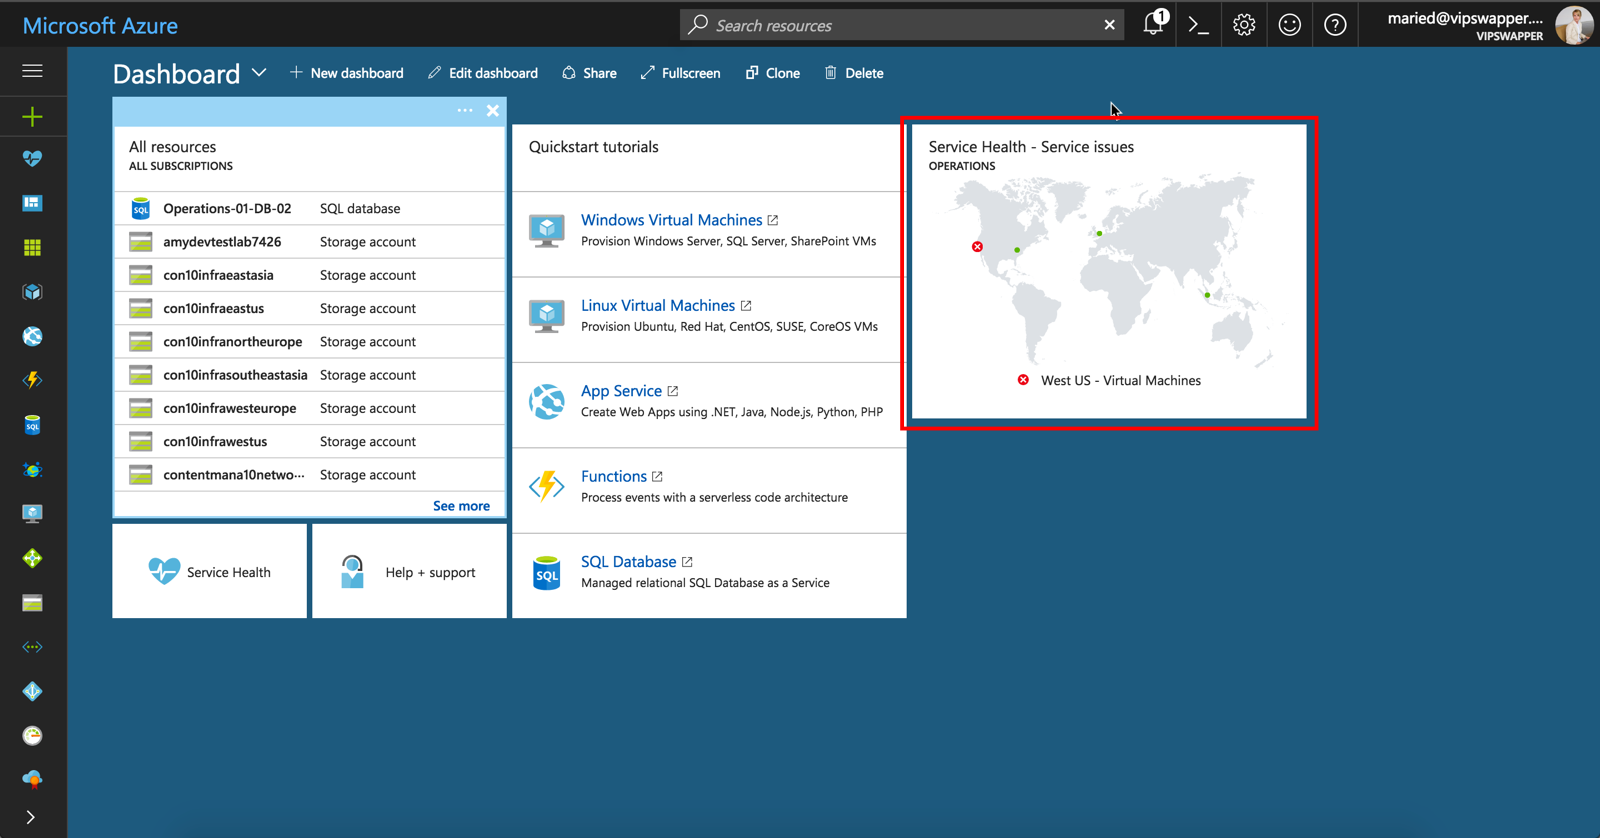 Microsoft Azure
Search resources
1
maried@vipswapper....
VIPSWAPPER
Dashboard
New dashboard
Edit dashboard
Share
Fullscreen
Clone
Delete
All resources
ALL SUBSCRIPTIONS
SQL Operations-01-DB-02 SQL database
amydevtestlab7426 Storage account
con10infraeastasia Storage account
con10infraeastus Storage account
con10infranortheurope Storage account
con10infrasoutheastasia Storage account
con10infrawesteurope Storage account
con10infrawestus Storage account
contentmana10netwo··· Storage account
See more
Service Health
Help + support
Quickstart tutorials
Windows Virtual Machines
Provision Windows Server, SQL Server, SharePoint VMs
Linux Virtual Machines
Provision Ubuntu, Red Hat, CentOS, SUSE, CoreOS VMs
App Service
Create Web Apps using .NET, Java, Node.js, Python, PHP
Functions
Process events with a serverless code architecture
SQL
SQL Database
Managed relational SQL Database as a Service
Service Health - Service issues
OPERATIONS
West US - Virtual Machines
SQL